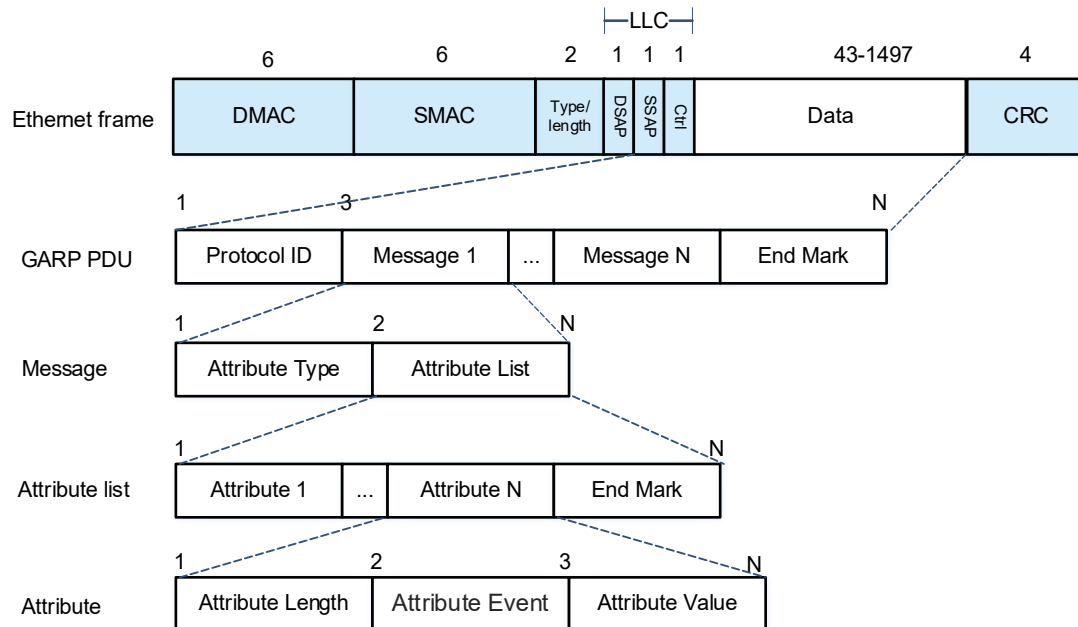 LLC
6 6 2 1 1 1 43-1497 4
Ethernet frame DMAC SMAC Type/ length DSAP SSAP Ctrl Data CRC
1 3 N
GARP PDU Protocol ID Message 1 ... Message N End Mark
1 2 N
Message Attribute Type Attribute List
1 N
Attribute list Attribute 1 ... Attribute N End Mark
1 2 3 N
Attribute Attribute Length Attribute Event Attribute Value